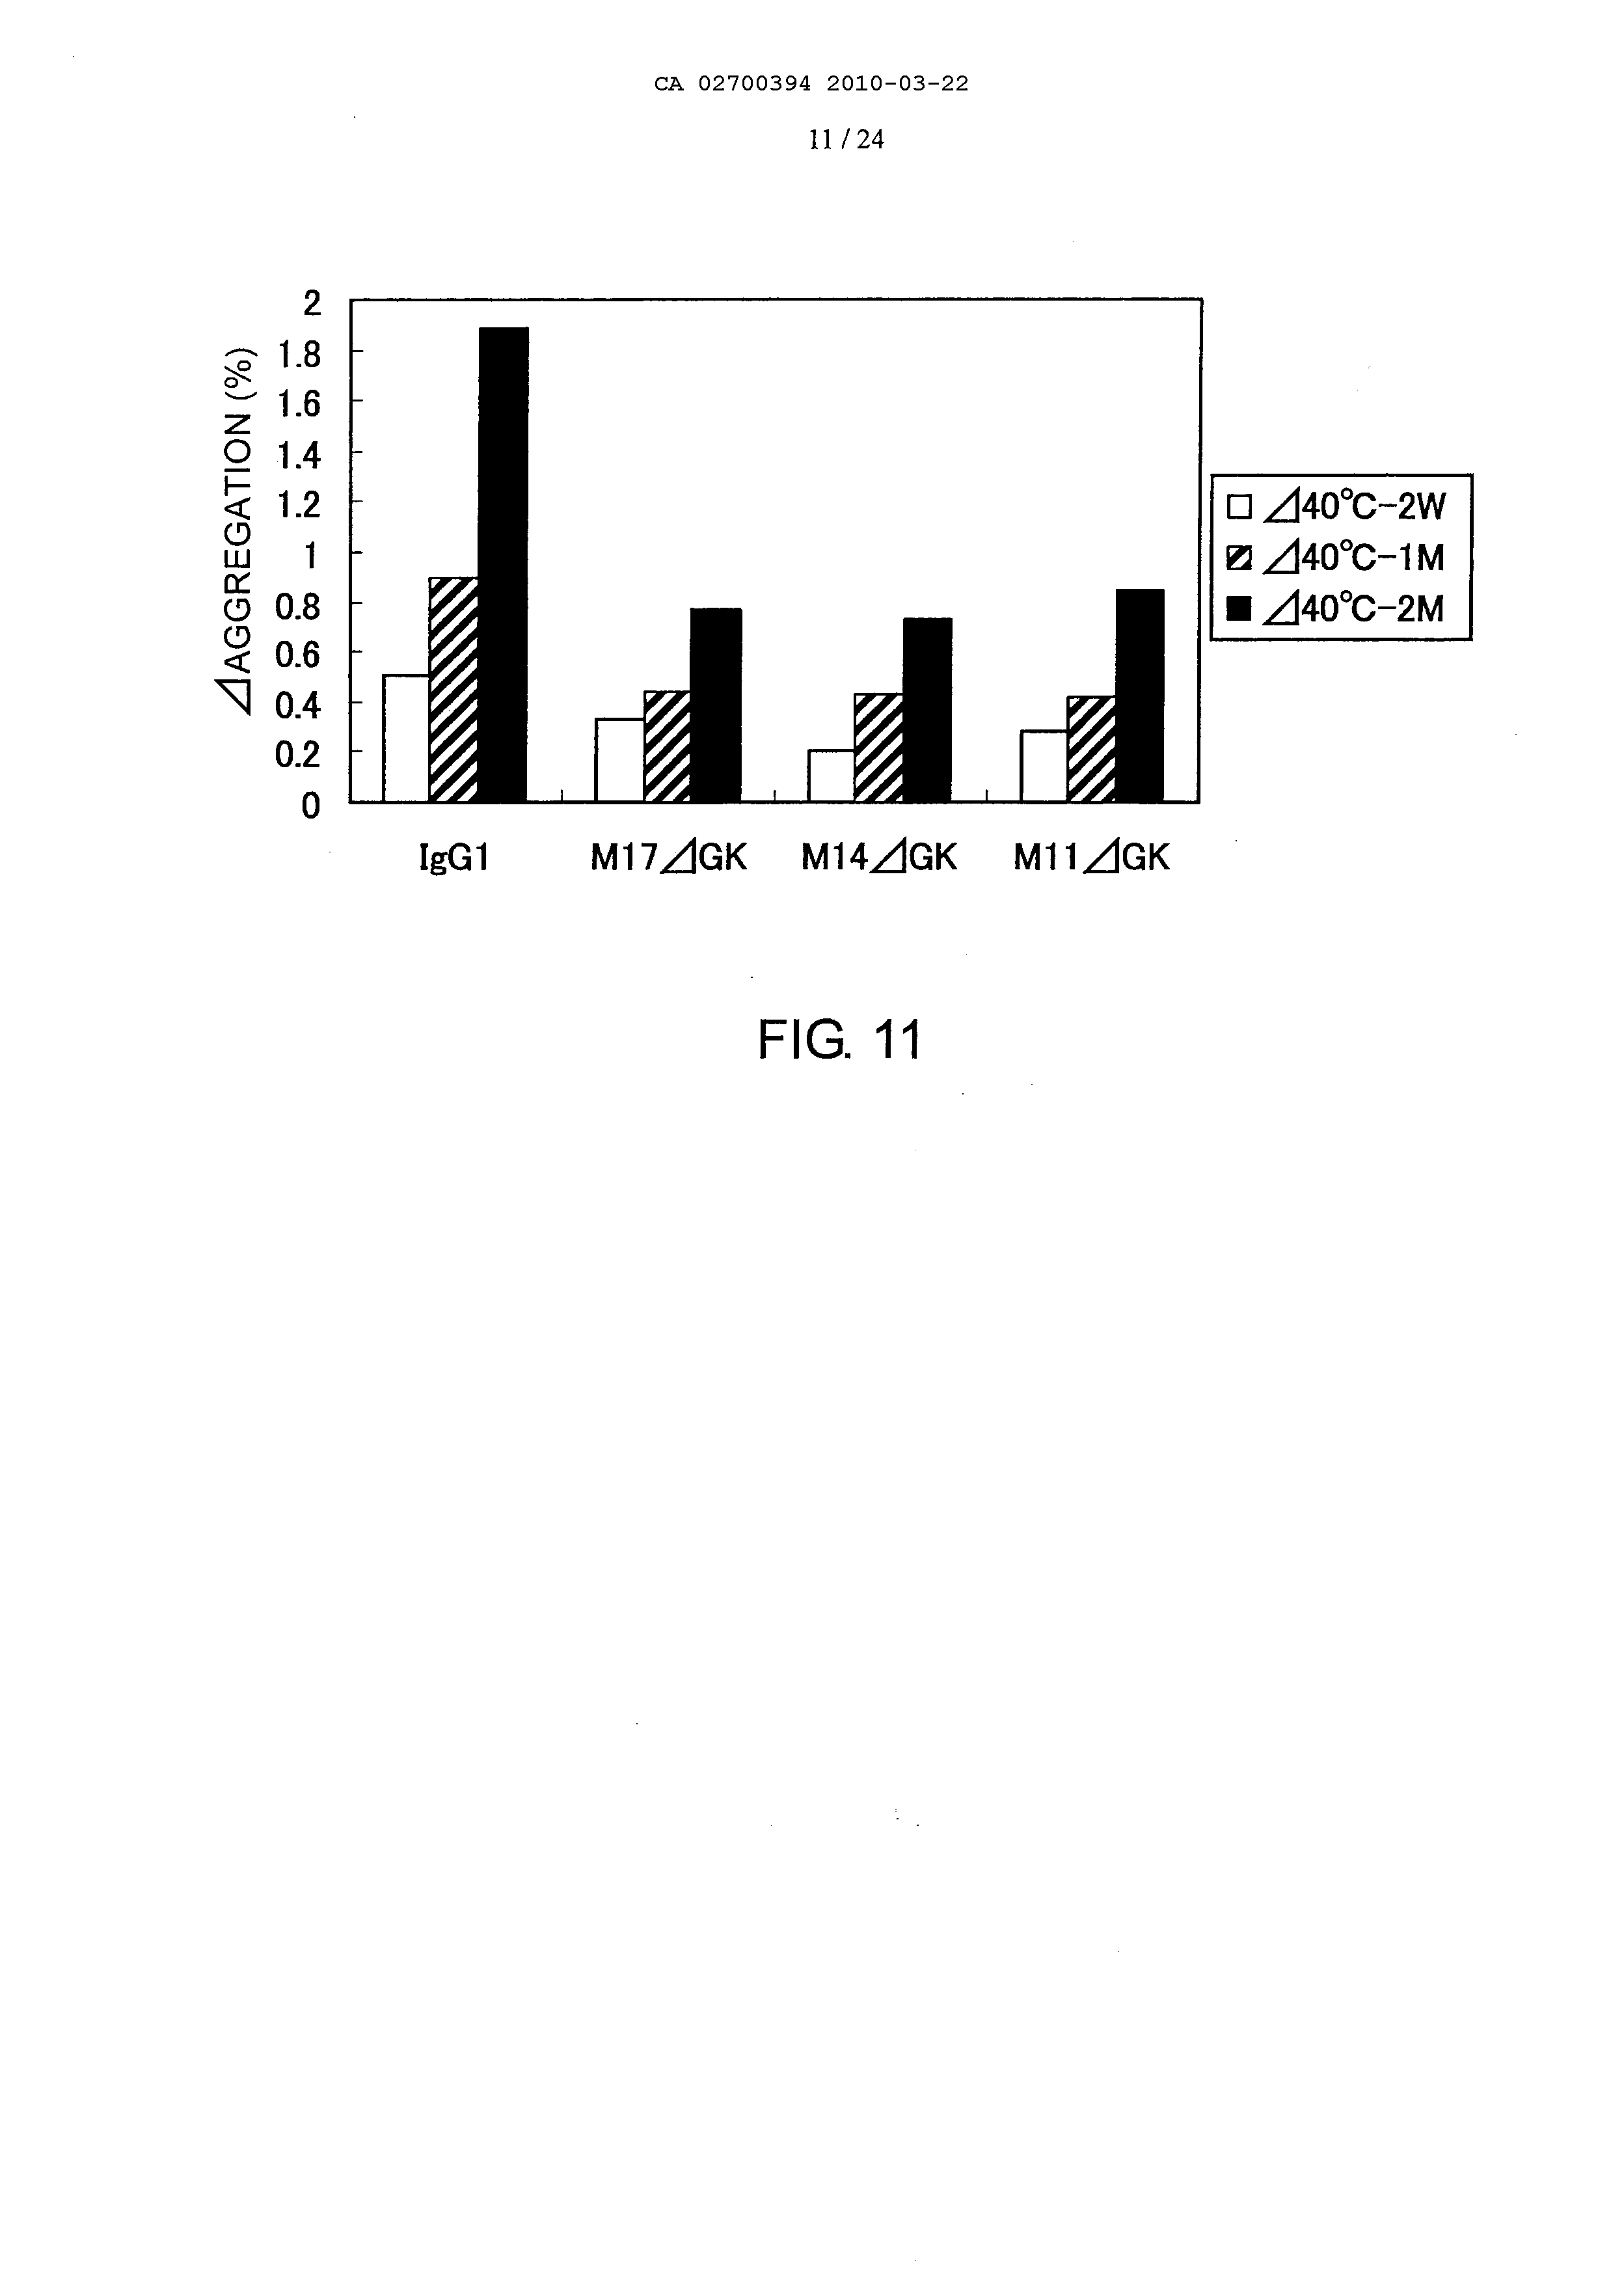 CA 02700394 2010-03-22
11/24
⊿AGGREGATION (%)
2
1.8
1.6
1.4
1.2
1
0.8
0.6
0.4
0.2
0
IgG1 M17⊿GK M14⊿GK M11⊿GK
⊿40°C-2W
⊿40°C-1M
⊿40°C-2M
FIG. 11